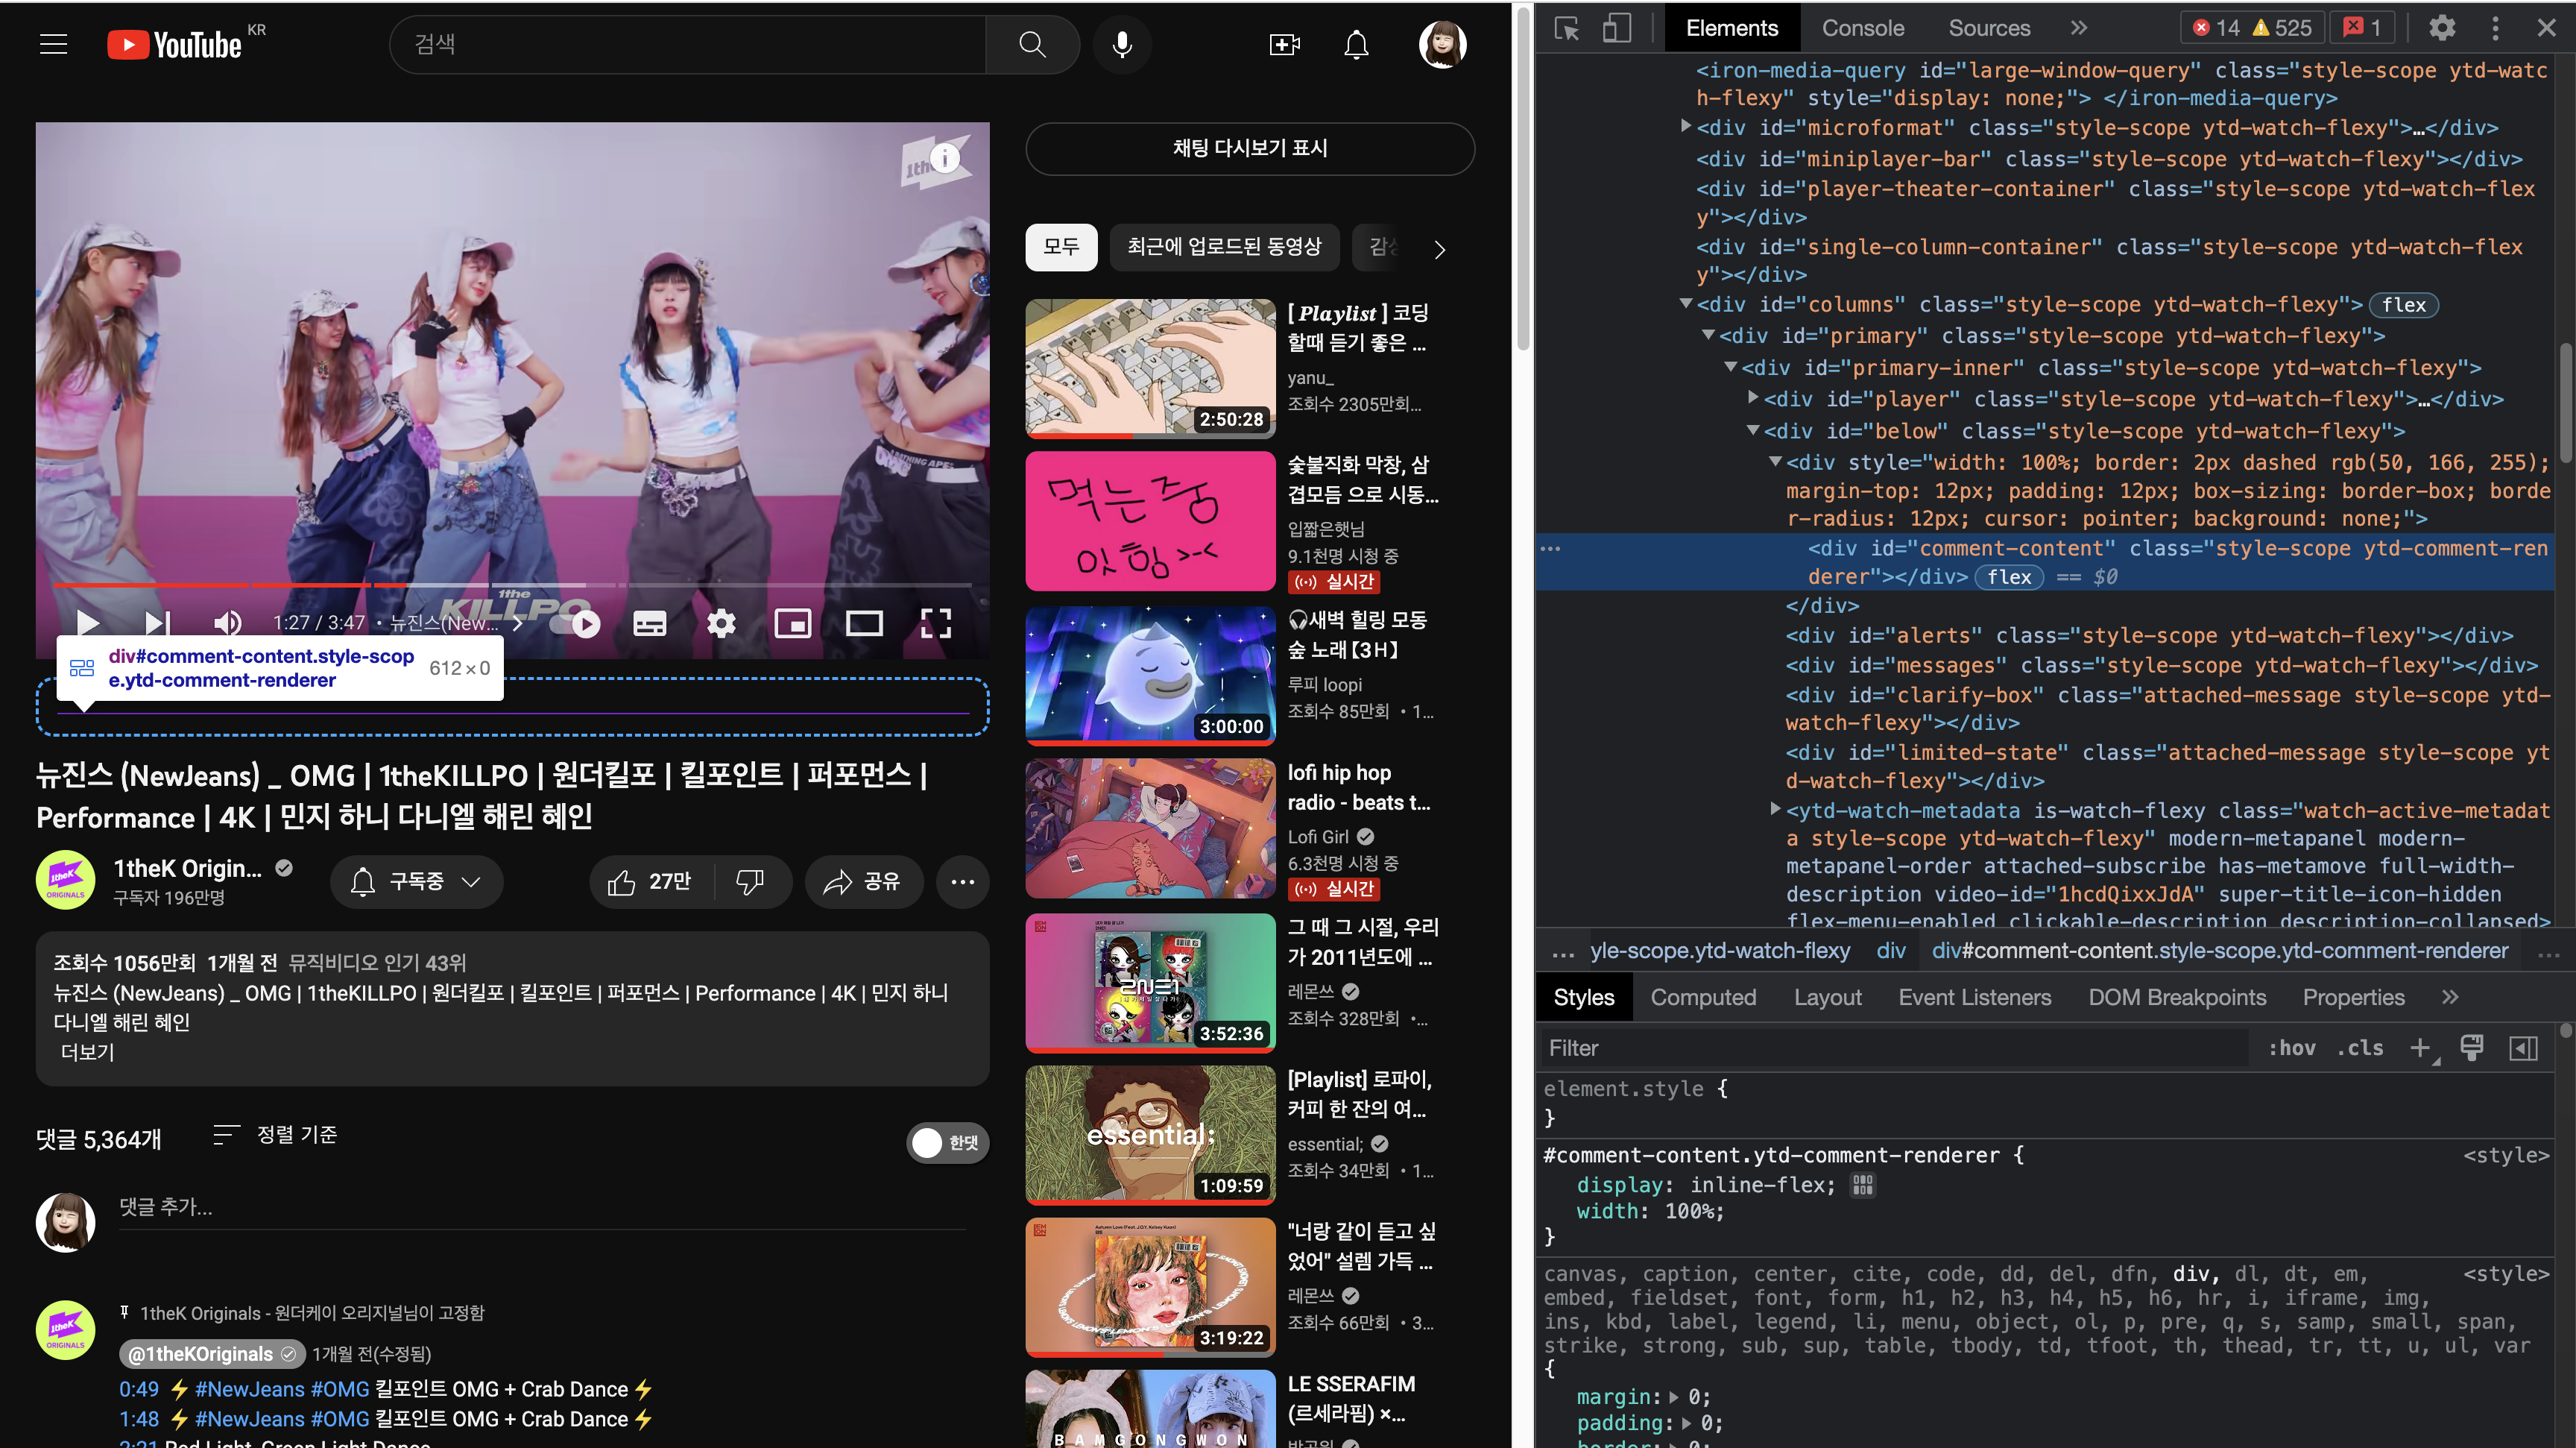 YouTube KR
검색
채팅 다시보기 표시
모두
최근에 업로드된 동영상
1the
KILLPO
1:27 / 3:47 • 뉴진스(New...
div#comment-content.style-scop
e.ytd-comment-renderer
612 × 0
뉴진스 (NewJeans) _ OMG | 1theKILLPO | 원더킬포 | 킬포인트 | 퍼포먼스 |
Performance | 4K | 민지 하니 다니엘 해린 혜인
1theK
ORIGINALS
1theK Origin...
구독자 196만명
구독중
27만
공유
조회수 1056만회 1개월 전 뮤직비디오 인기 43위
뉴진스 (NewJeans) _ OMG | 1theKILLPO | 원더킬포 | 킬포인트 | 퍼포먼스 | Performance | 4K | 민지 하니
다니엘 해린 혜인
더보기
댓글 5,364개
정렬 기준
한댓
댓글 추가...
1theK
ORIGINALS
1theK Originals - 원더케이 오리지널님이 고정함
@1theKOriginals 1개월 전(수정됨)
0:49 ⚡ #NewJeans #OMG 킬포인트 OMG + Crab Dance ⚡
1:48 ⚡ #NewJeans #OMG 킬포인트 OMG + Crab Dance ⚡
2:21 Red Light, Green Light Dance
[ Playlist ] 코딩
할때 듣기 좋은 ...
yanu_
조회수 2305만회...
2:50:28
먹는중
숯불직화 막창, 삼
겹모듬 으로 시동...
입짧은햇님
9.1천명 시청 중
실시간
🎧새벽 힐링 모동
숲 노래【3H】
루피 loopi
조회수 85만회 • 1...
3:00:00
lofi hip hop
radio - beats t...
Lofi Girl
6.3천명 시청 중
실시간
2NE1
3:52:36
그 때 그 시절, 우리
가 2011년도에 ...
레몬쓰
조회수 328만회 •...
essential;
1:09:59
[Playlist] 로파이,
커피 한 잔의 여...
essential;
조회수 34만회 • 1...
3:19:22
"너랑 같이 듣고 싶
었어" 설렘 가득 ...
레몬쓰
조회수 66만회 • 3...
BAMGONGWON
LE SSERAFIM
(르세라핌) ×...
Elements
Console
Sources
14 525
1
<iron-media-query id="large-window-query" class="style-scope ytd-watc
h-flexy" style="display: none;"> </iron-media-query>
<div id="microformat" class="style-scope ytd-watch-flexy">…</div>
<div id="miniplayer-bar" class="style-scope ytd-watch-flexy"></div>
<div id="player-theater-container" class="style-scope ytd-watch-flex
y"></div>
<div id="single-column-container" class="style-scope ytd-watch-flex
y"></div>
<div id="columns" class="style-scope ytd-watch-flexy"> flex
<div id="primary" class="style-scope ytd-watch-flexy">
<div id="primary-inner" class="style-scope ytd-watch-flexy">
<div id="player" class="style-scope ytd-watch-flexy">…</div>
<div id="below" class="style-scope ytd-watch-flexy">
<div style="width: 100%; border: 2px dashed rgb(50, 166, 255);
margin-top: 12px; padding: 12px; box-sizing: border-box; borde
r-radius: 12px; cursor: pointer; background: none;">
<div id="comment-content" class="style-scope ytd-comment-ren
derer"></div> flex == $0
</div>
<div id="alerts" class="style-scope ytd-watch-flexy"></div>
<div id="messages" class="style-scope ytd-watch-flexy"></div>
<div id="clarify-box" class="attached-message style-scope ytd-
watch-flexy"></div>
<div id="limited-state" class="attached-message style-scope yt
d-watch-flexy"></div>
<ytd-watch-metadata is-watch-flexy class="watch-active-metadat
a style-scope ytd-watch-flexy" modern-metapanel modern-
metapanel-order attached-subscribe has-metamove full-width-
description video-id="1hcdQixxJdA" super-title-icon-hidden
flex-menu-enabled clickable-description description-collapsed>
... yle-scope.ytd-watch-flexy div div#comment-content.style-scope.ytd-comment-renderer ...
Styles
Computed
Layout
Event Listeners
DOM Breakpoints
Properties
Filter
:hov .cls
element.style {
}
#comment-content.ytd-comment-renderer {
<style>
display: inline-flex;
width: 100%;
}
canvas, caption, center, cite, code, dd, del, dfn, div, dl, dt, em,
<style>
embed, fieldset, font, form, h1, h2, h3, h4, h5, h6, hr, i, iframe, img,
ins, kbd, label, legend, li, menu, object, ol, p, pre, q, s, samp, small, span,
strike, strong, sub, sup, table, tbody, td, tfoot, th, thead, tr, tt, u, ul, var
{
margin: 0;
padding: 0;